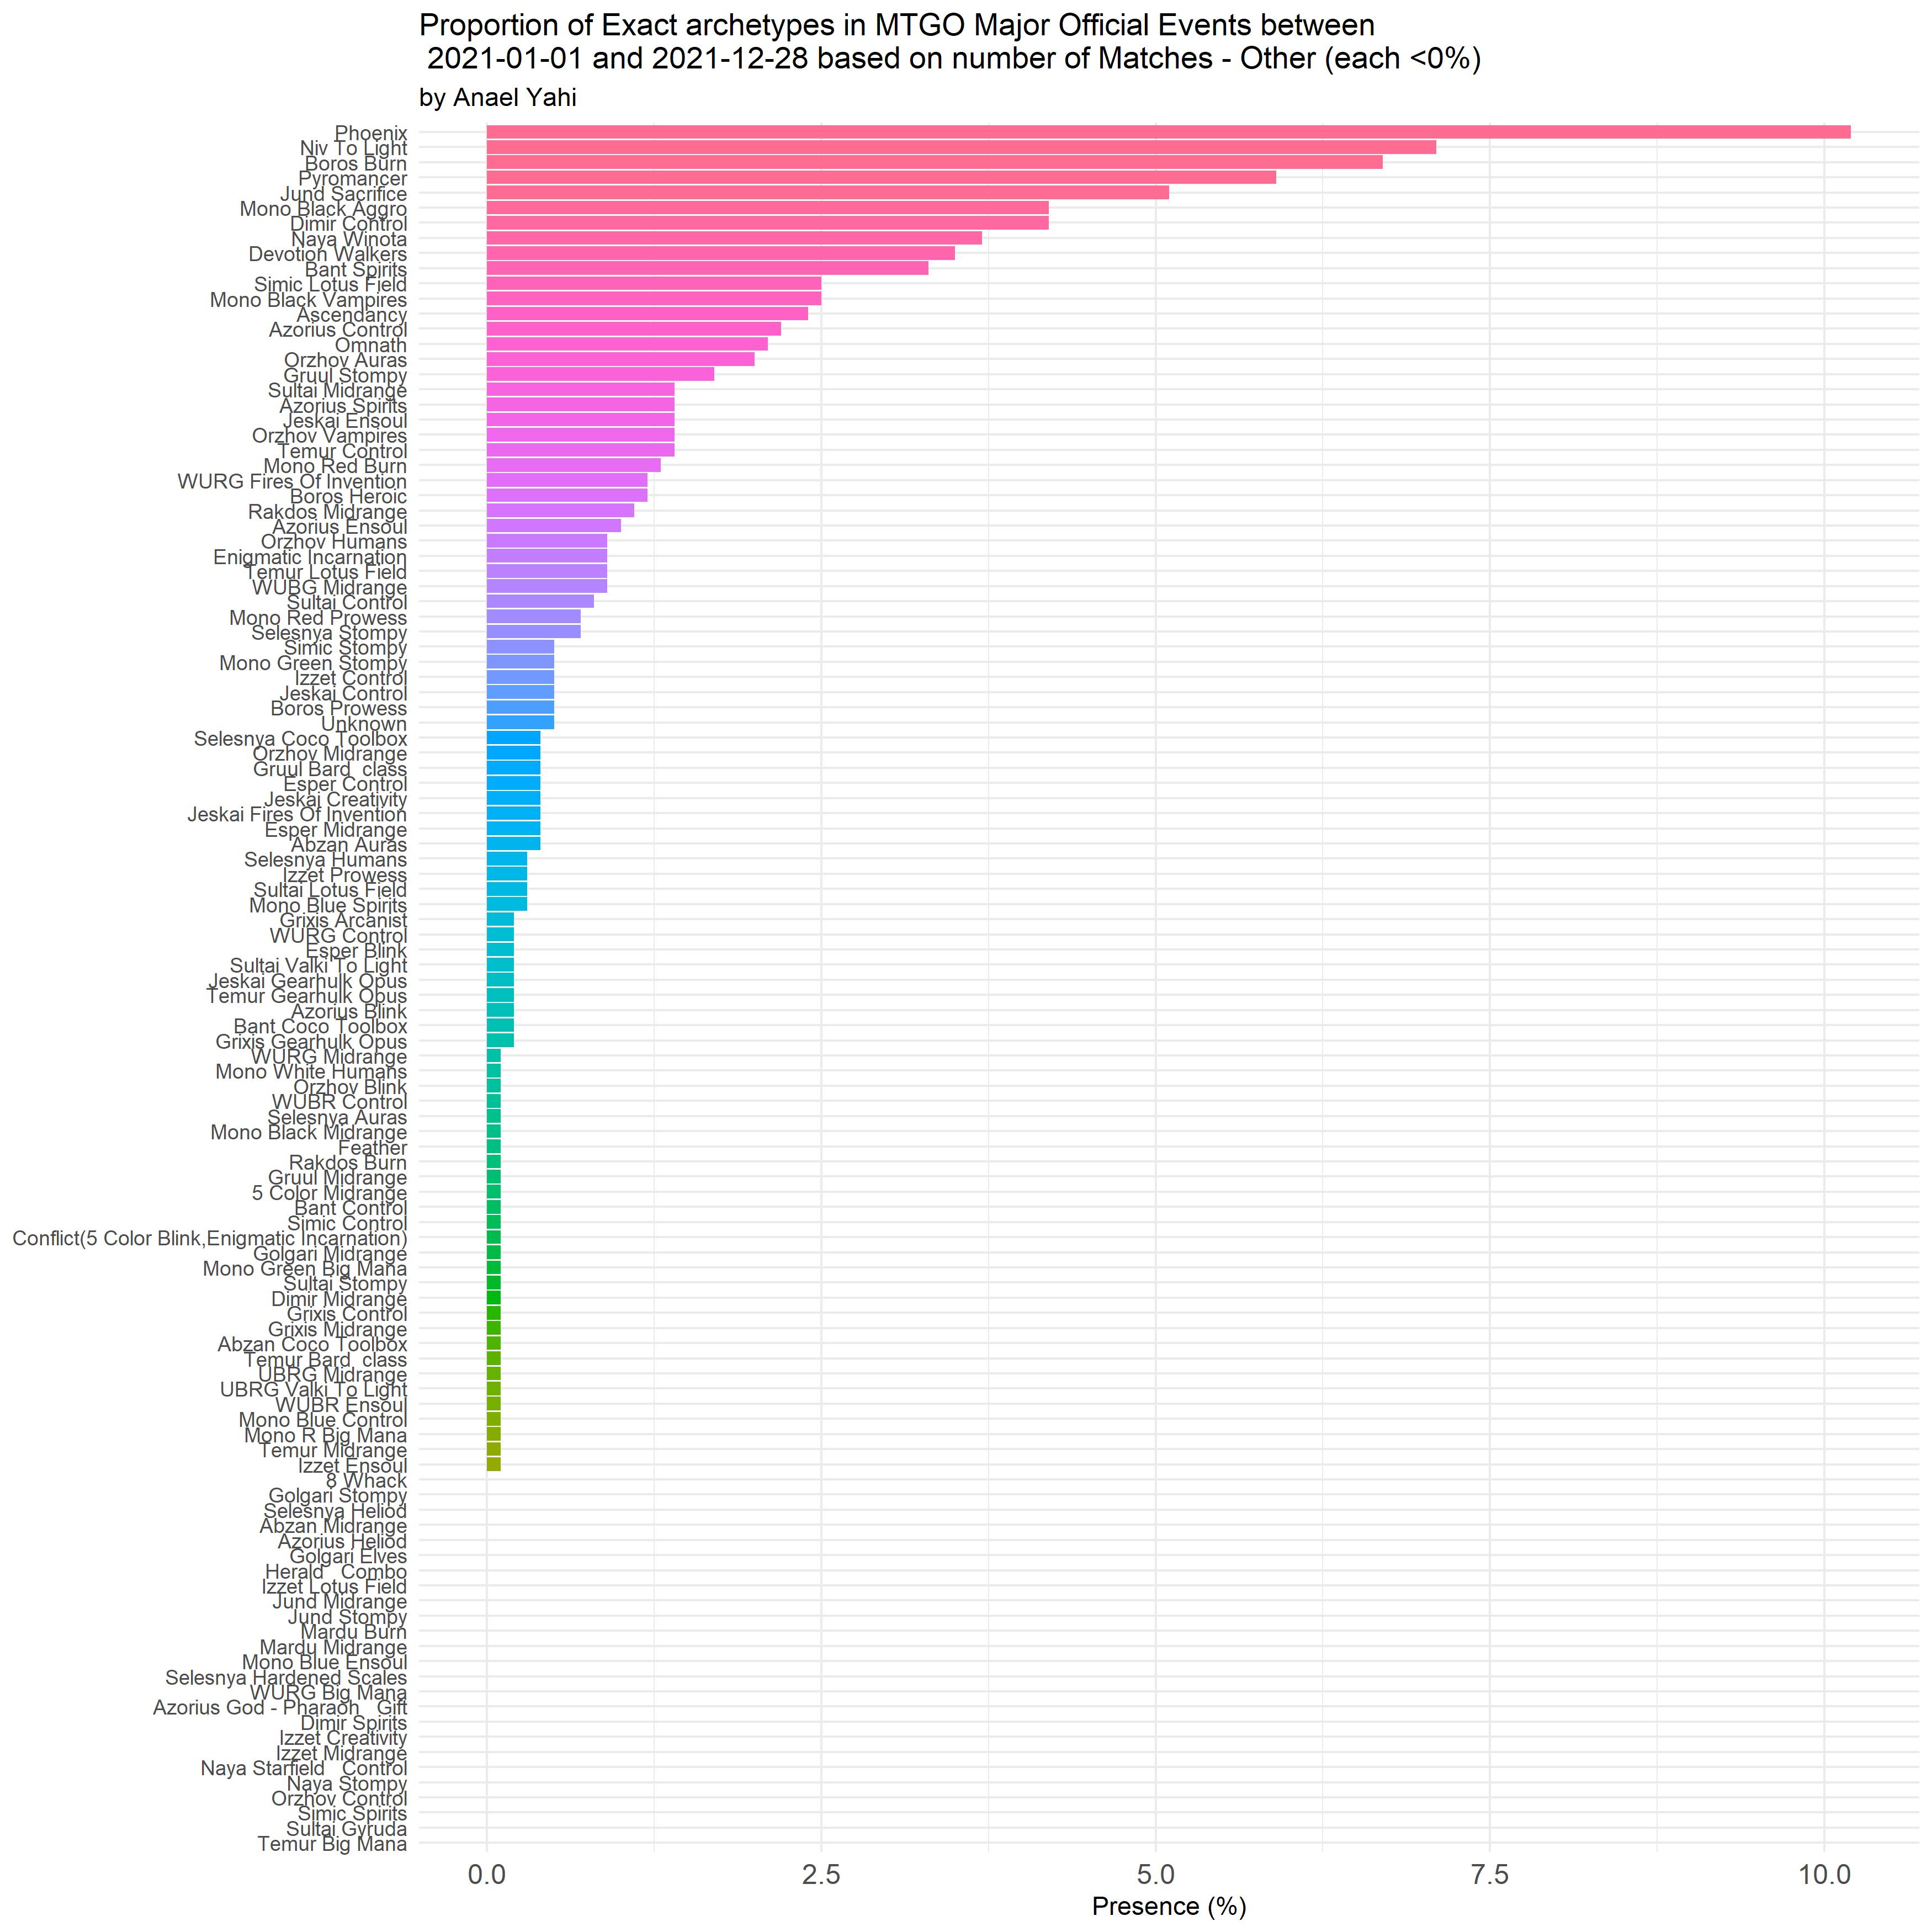 Proportion of Exact archetypes in MTGO Major Official Events between
2021-01-01 and 2021-12-28 based on number of Matches - Other (each <0%)
by Anael Yahi
Phoenix
Niv To Light
Boros Burn
Pyromancer
Jund Sacrifice
Mono Black Aggro
Dimir Control
Naya Winota
Devotion Walkers
Bant Spirits
Simic Lotus Field
Mono Black Vampires
Ascendancy
Azorius Control
Omnath
Orzhov Auras
Gruul Stompy
Sultai Midrange
Azorius Spirits
Jeskai Ensoul
Orzhov Vampires
Temur Control
Mono Red Burn
WURG Fires Of Invention
Boros Heroic
Rakdos Midrange
Azorius Ensoul
Orzhov Humans
Enigmatic Incarnation
Temur Lotus Field
WUBG Midrange
Sultai Control
Mono Red Prowess
Selesnya Stompy
Simic Stompy
Mono Green Stompy
Izzet Control
Jeskai Control
Boros Prowess
Unknown
Selesnya Coco Toolbox
Orzhov Midrange
Gruul Bard  class
Esper Control
Jeskai Creativity
Jeskai Fires Of Invention
Esper Midrange
Abzan Auras
Selesnya Humans
Izzet Prowess
Sultai Lotus Field
Mono Blue Spirits
Grixis Arcanist
WURG Control
Esper Blink
Sultai Valki To Light
Jeskai Gearhulk Opus
Temur Gearhulk Opus
Azorius Blink
Bant Coco Toolbox
Grixis Gearhulk Opus
WURG Midrange
Mono White Humans
Orzhov Blink
WUBR Control
Selesnya Auras
Mono Black Midrange
Feather
Rakdos Burn
Gruul Midrange
5 Color Midrange
Bant Control
Simic Control
Conflict(5 Color Blink,Enigmatic Incarnation)
Golgari Midrange
Mono Green Big Mana
Sultai Stompy
Dimir Midrange
Grixis Control
Grixis Midrange
Abzan Coco Toolbox
Temur Bard  class
UBRG Midrange
UBRG Valki To Light
WUBR Ensoul
Mono Blue Control
Mono R Big Mana
Temur Midrange
Izzet Ensoul
8 Whack
Golgari Stompy
Selesnya Heliod
Abzan Midrange
Azorius Heliod
Golgari Elves
Herald   Combo
Izzet Lotus Field
Jund Midrange
Jund Stompy
Mardu Burn
Mardu Midrange
Mono Blue Ensoul
Selesnya Hardened Scales
WURG Big Mana
Azorius God - Pharaoh   Gift
Dimir Spirits
Izzet Creativity
Izzet Midrange
Naya Starfield   Control
Naya Stompy
Orzhov Control
Simic Spirits
Sultai Gyruda
Temur Big Mana
0.0 2.5 5.0 7.5 10.0
Presence (%)